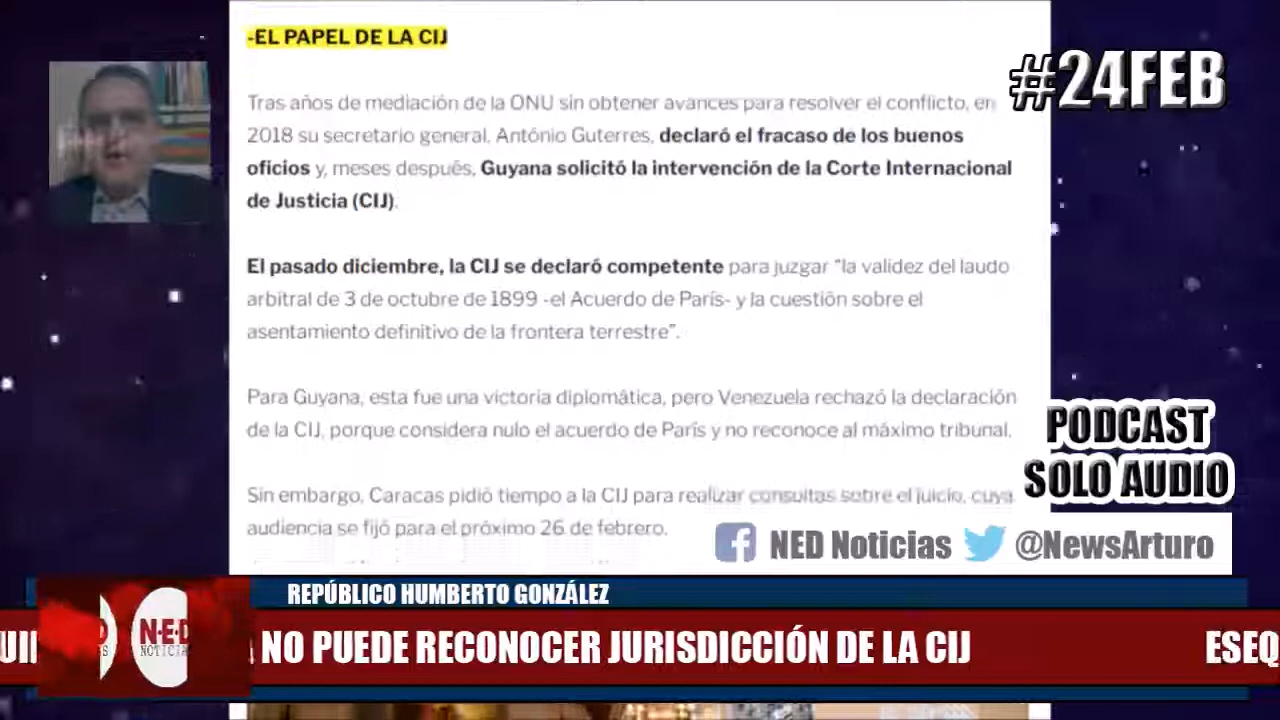 -EL PAPEL DE LA CIJ
#24FEB
Tras años de mediación de la ONU sin obtener avances para resolver el conflicto, en
2018 su secretario general, António Guterres, declaró el fracaso de los buenos
oficios y, meses después, Guyana solicitó la intervención de la Corte Internacional
de Justicia (CIJ).
El pasado diciembre, la CIJ se declaró competente para juzgar “la validez del laudo
arbitral de 3 de octubre de 1899 -el Acuerdo de París- y la cuestión sobre el
asentamiento definitivo de la frontera terrestre”.
Para Guyana, esta fue una victoria diplomática, pero Venezuela rechazó la declaración
de la CIJ, porque considera nulo el acuerdo de París y no reconoce al máximo tribunal.
Sin embargo, Caracas pidió tiempo a la CIJ para realizar consultas sobre el juicio, cuya
audiencia se fijó para el próximo 26 de febrero.
PODCAST
SOLO AUDIO
NED Noticias @NewsArturo
REPÚBLICO HUMBERTO GONZÁLEZ
NO PUEDE RECONOCER JURISDICCIÓN DE LA CIJ
ESEQ
N·E·D